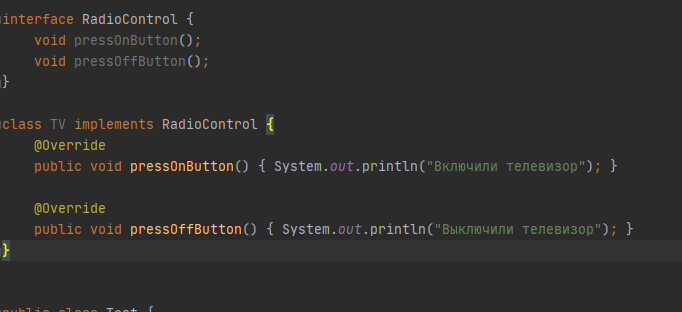 interface RadioControl {
void pressOnButton();
void pressOffButton();
}
class TV implements RadioControl {
@Override
public void pressOnButton() { System.out.println("Включили телевизор"); }
@Override
public void pressOffButton() { System.out.println("Выключили телевизор"); }
}
public class Test {